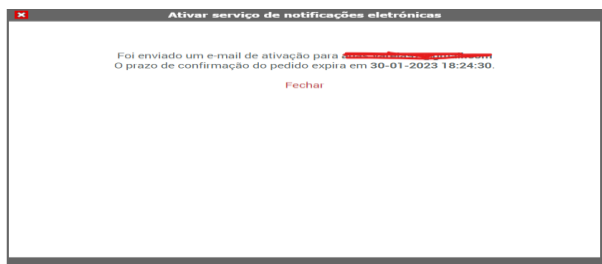 Ativar serviço de notificações eletrónicas
Foi enviado um e-mail de ativação para
O prazo de confirmação do pedido expira em 30-01-2023 18:24:30.
Fechar